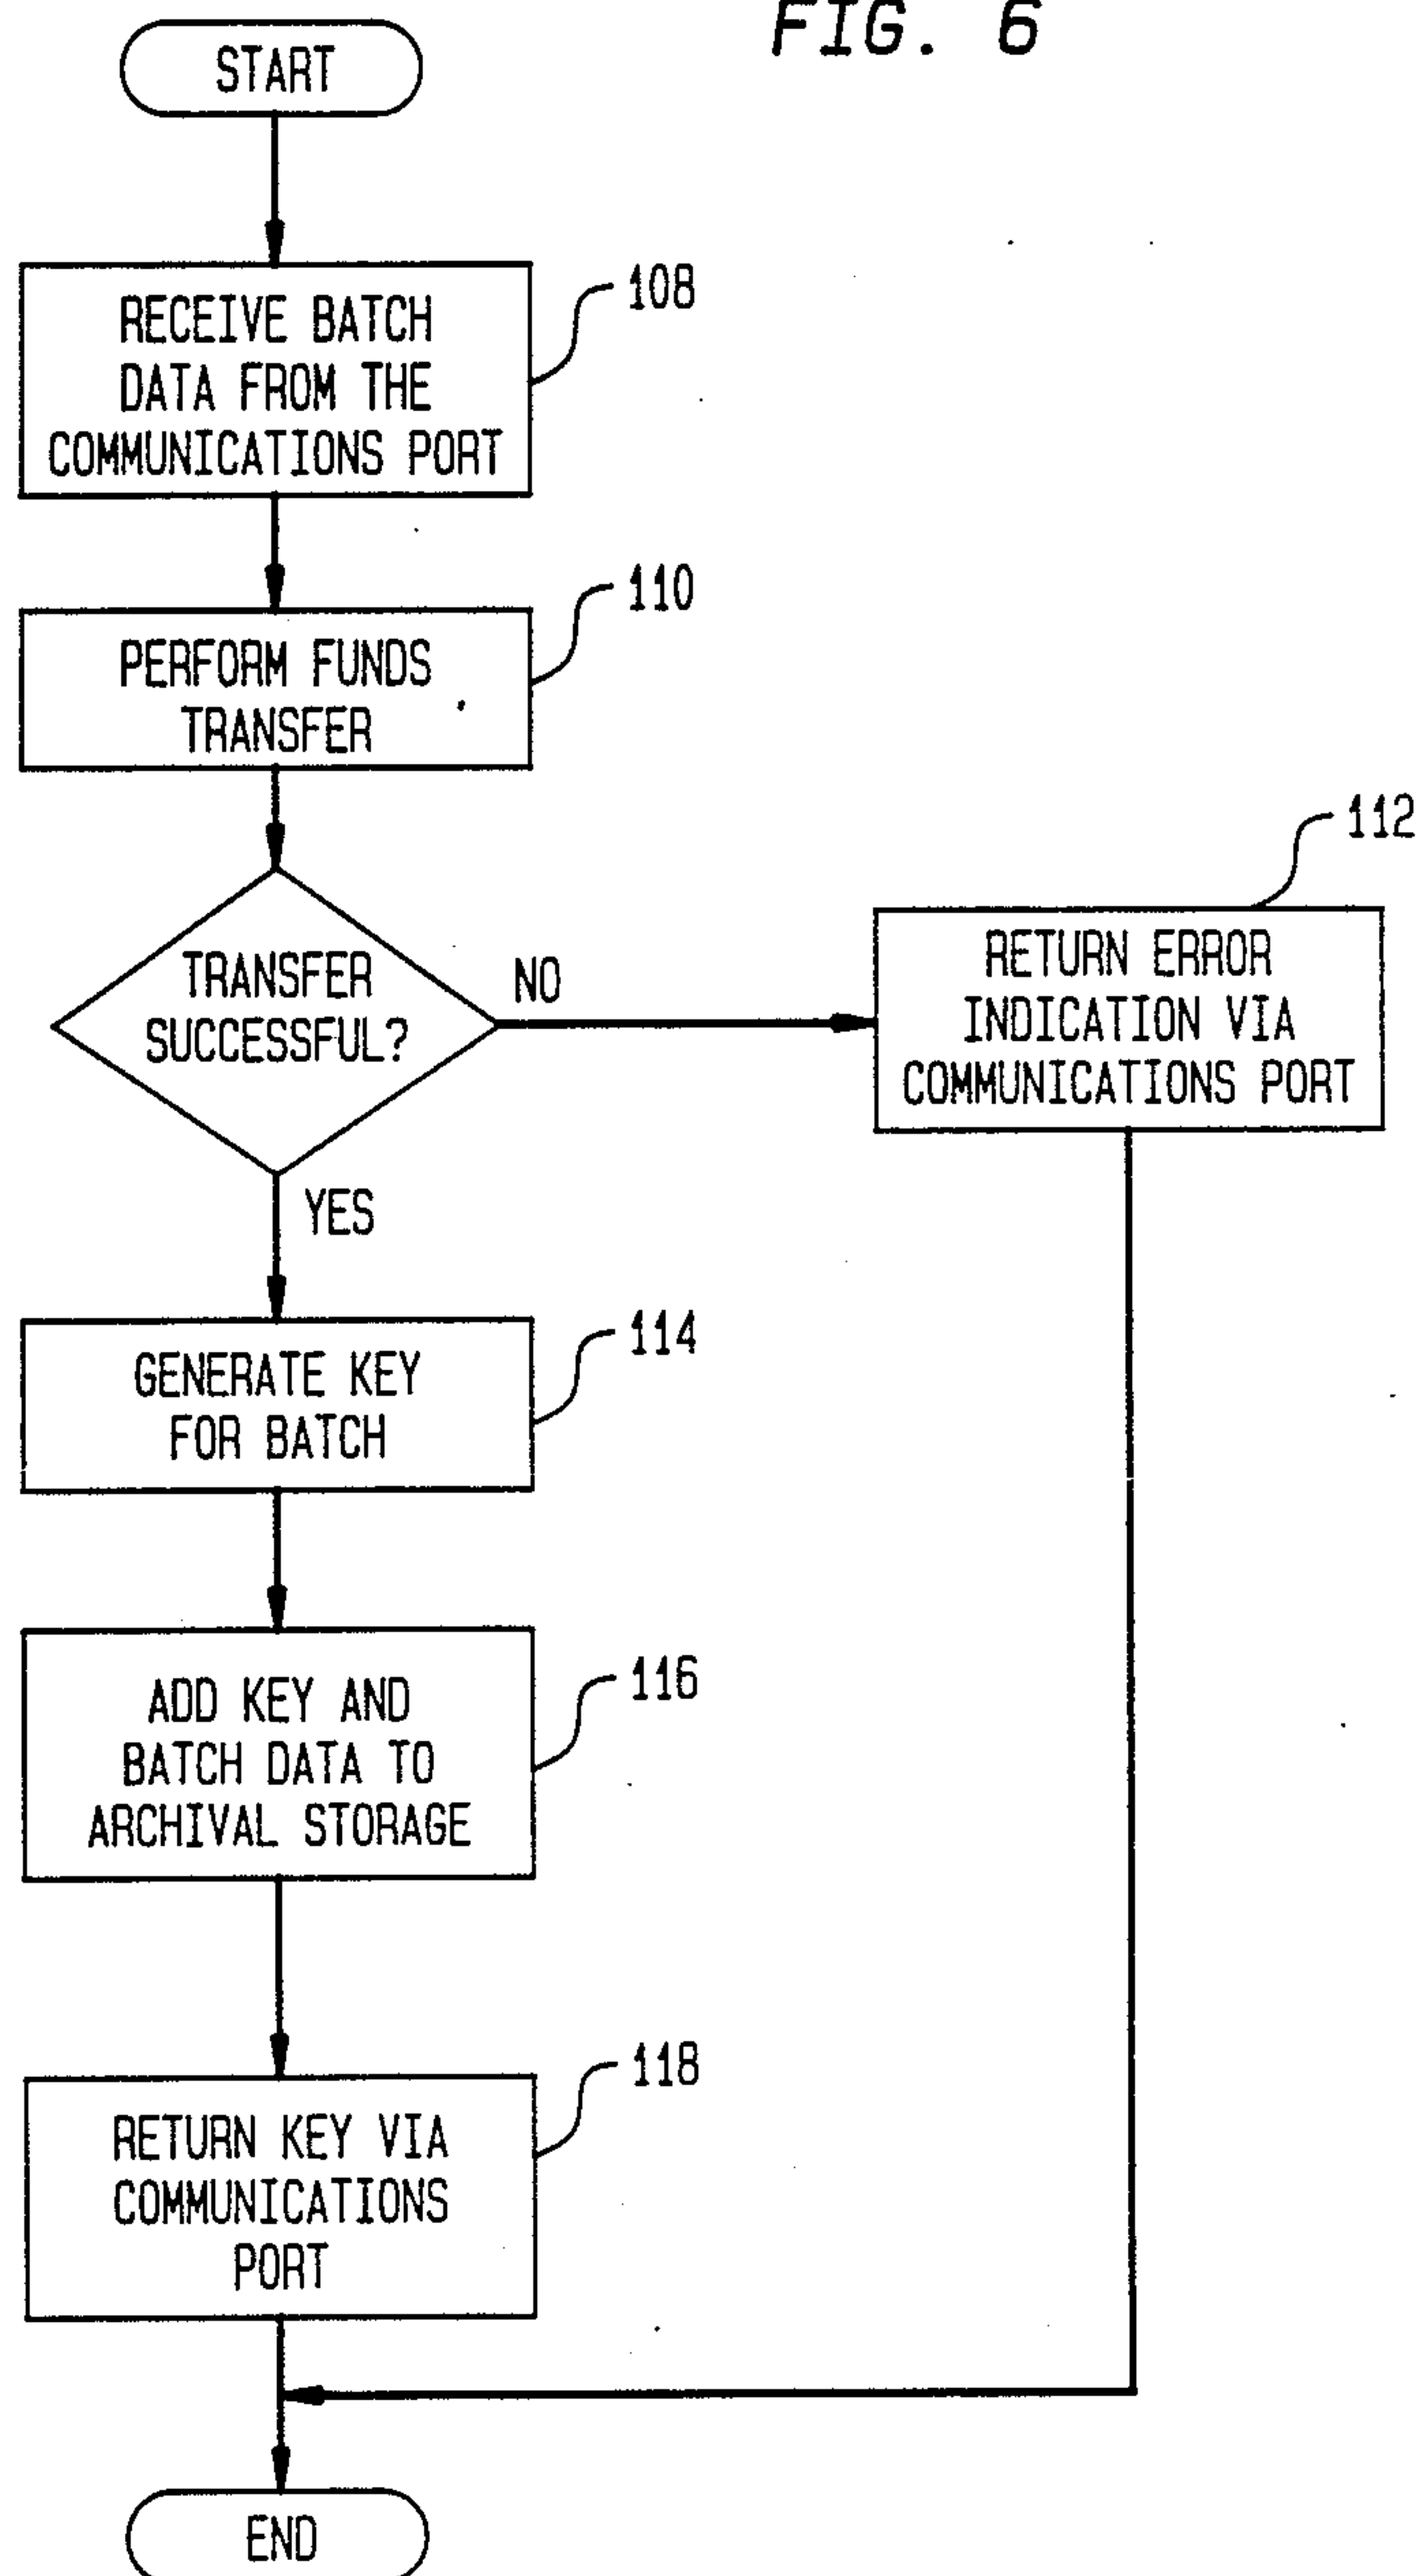 FIG. 6
START
RECEIVE BATCH
DATA FROM THE
COMMUNICATIONS PORT
108
PERFORM FUNDS
TRANSFER
110
TRANSFER
SUCCESSFUL?
NO
RETURN ERROR
INDICATION VIA
COMMUNICATIONS PORT
112
YES
GENERATE KEY
FOR BATCH
114
ADD KEY AND
BATCH DATA TO
ARCHIVAL STORAGE
116
RETURN KEY VIA
COMMUNICATIONS
PORT
118
END